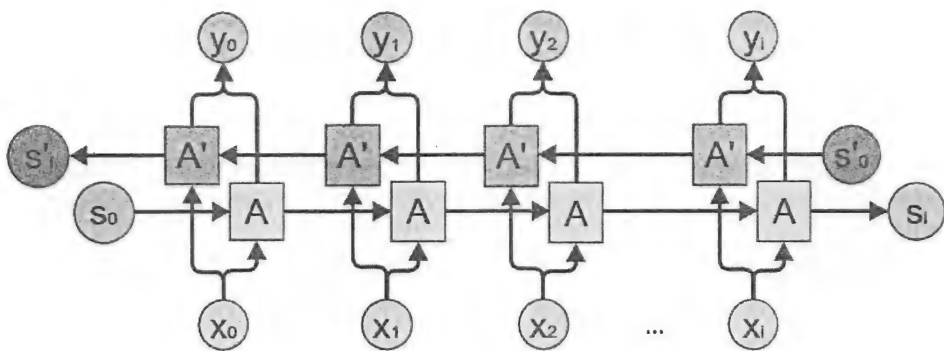 y₀ y₁ y₂ yᵢ
s'ᵢ A' A' A' A' s'₀
s₀ A A A A sᵢ
x₀ x₁ x₂ ... xᵢ